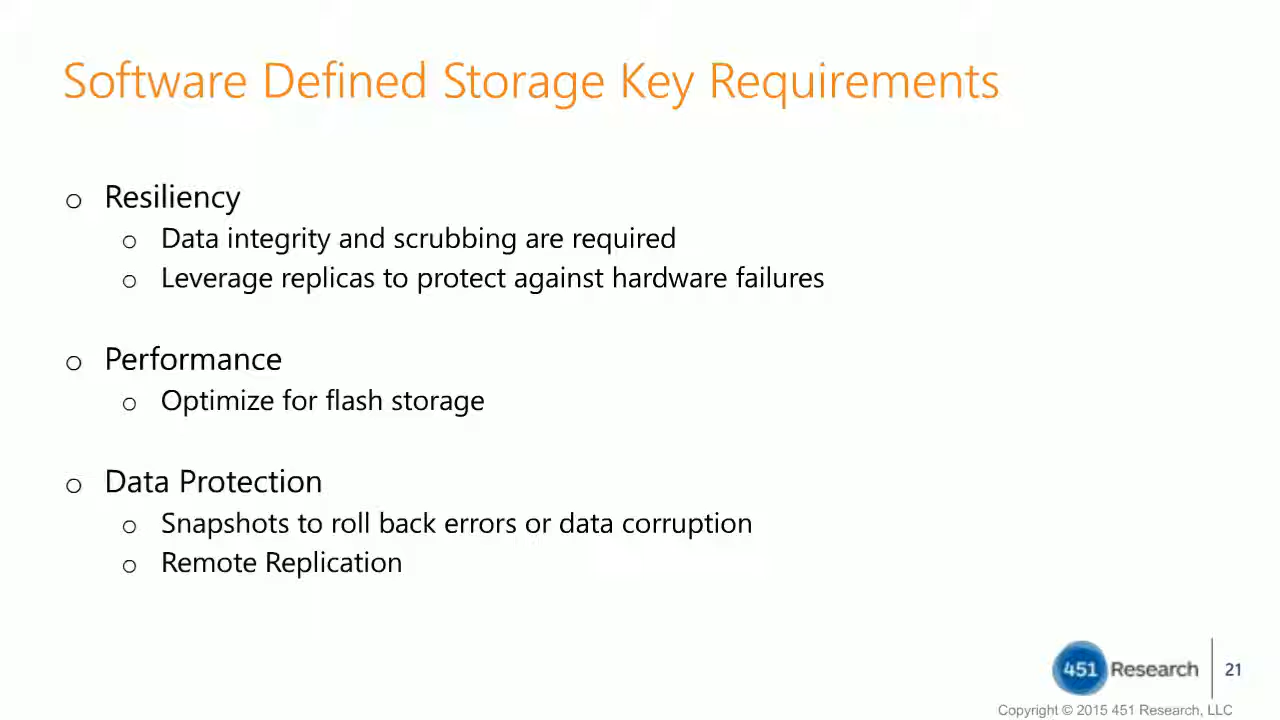 Software Defined Storage Key Requirements
o Resiliency
o Data integrity and scrubbing are required
o Leverage replicas to protect against hardware failures
o Performance
o Optimize for flash storage
o Data Protection
o Snapshots to roll back errors or data corruption
o Remote Replication
451 Research
21
Copyright © 2015 451 Research, LLC